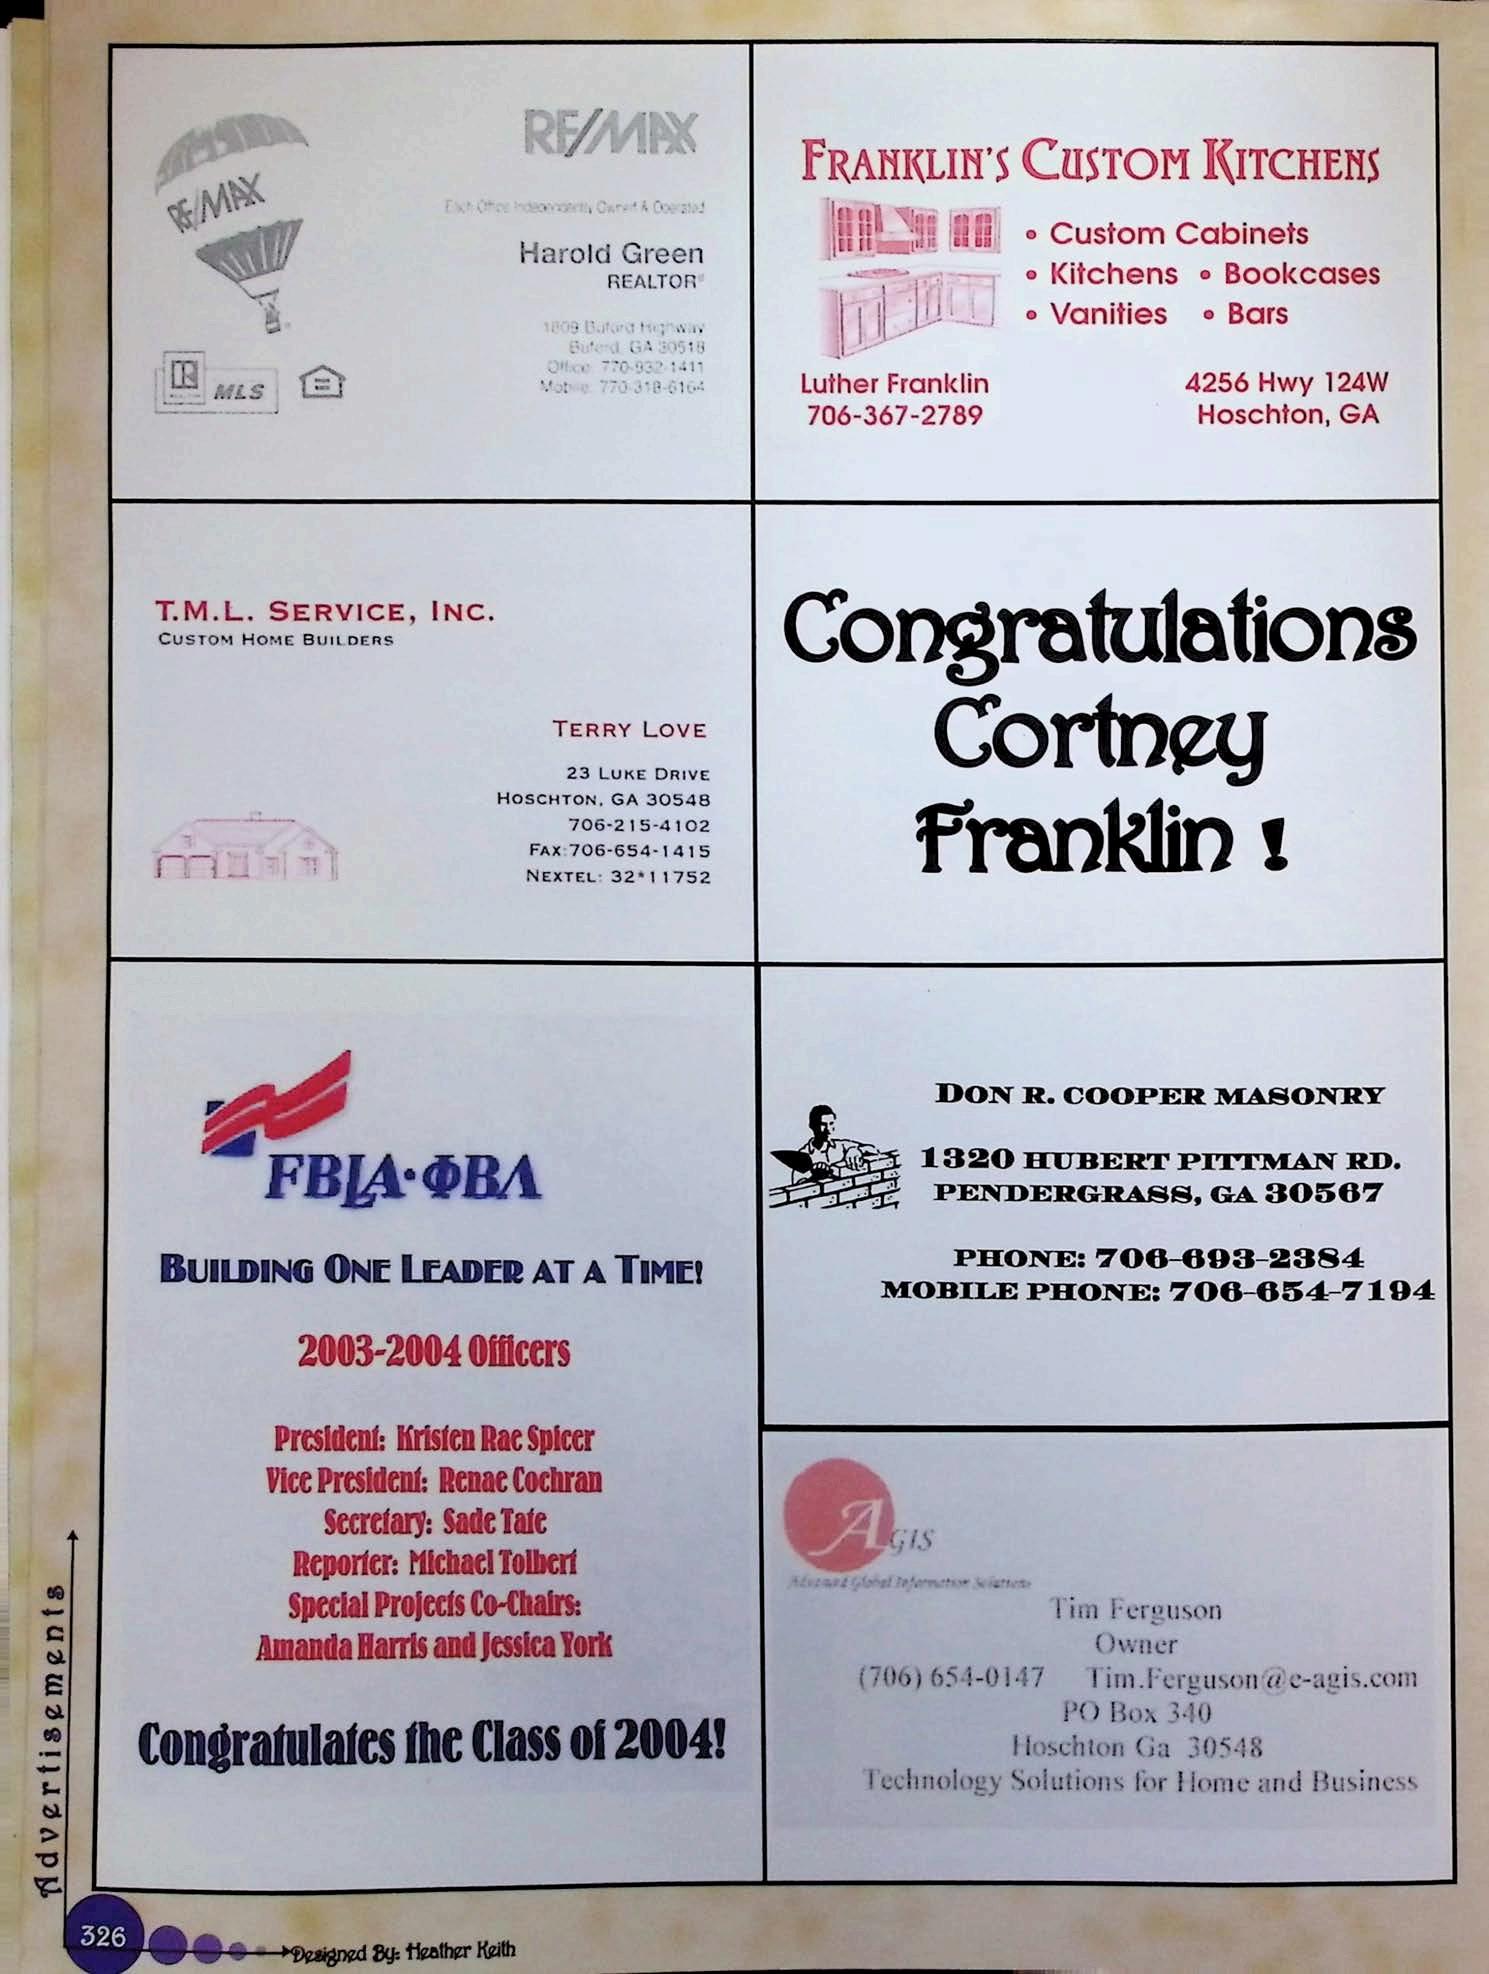 RE/MAX
RE/MAX
Each Office Independently Owned & Operated
Harold Green
REALTOR®
1809 Buford Highway
Buford, GA 30518
Office: 770-932-1411
Mobile: 770-318-6164
R
REALTOR
MLS
FRANKLIN'S CUSTOM KITCHENS
• Custom Cabinets
• Kitchens • Bookcases
• Vanities • Bars
Luther Franklin
706-367-2789
4256 Hwy 124W
Hoschton, GA
T.M.L. SERVICE, INC.
CUSTOM HOME BUILDERS
TERRY LOVE
23 LUKE DRIVE
HOSCHTON, GA 30548
706-215-4102
FAX:706-654-1415
NEXTEL: 32*11752
Congratulations
Cortney
Franklin !
FBLA·ΦBΛ
BUILDING ONE LEADER AT A TIME!
2003-2004 Officers
President: Kristen Rae Spicer
Vice President: Renae Cochran
Secretary: Sade Tate
Reporter: Michael Tolbert
Special Projects Co-Chairs:
Amanda Harris and Jessica York
Congratulates the Class of 2004!
DON R. COOPER MASONRY
1320 HUBERT PITTMAN RD.
PENDERGRASS, GA 30567
PHONE: 706-693-2384
MOBILE PHONE: 706-654-7194
AGIS
Advanced Global Information Solutions
Tim Ferguson
Owner
(706) 654-0147 Tim.Ferguson@e-agis.com
PO Box 340
Hoschton Ga 30548
Technology Solutions for Home and Business
Advertisements
326
Designed By: Heather Keith